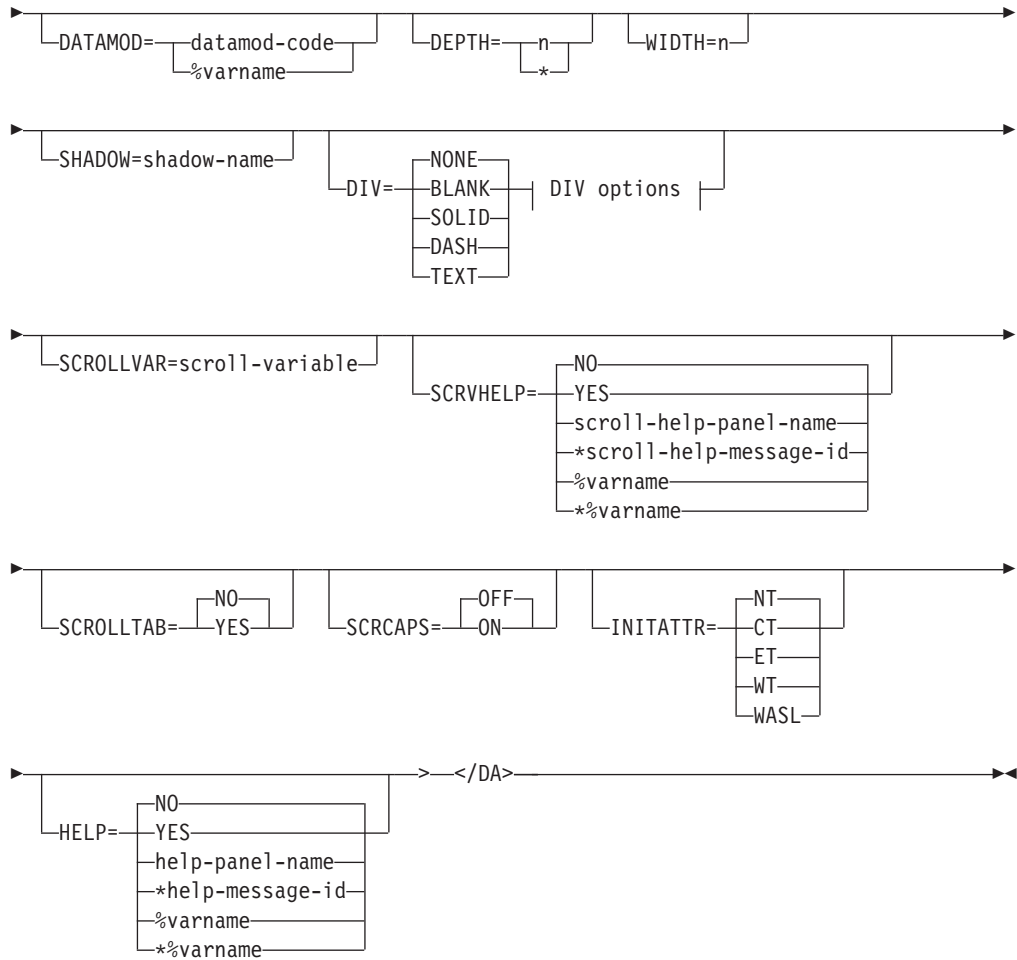 DATAMOD= datamod-code DEPTH= n WIDTH=n
%varname *
SHADOW=shadow-name NONE
DIV= BLANK DIV options
SOLID
DASH
TEXT
SCROLLVAR=scroll-variable NO
SCRVHELP= YES
scroll-help-panel-name
*scroll-help-message-id
%varname
*%varname
NO OFF NT
SCROLLTAB= YES SCRCAPS= ON INITATTR= CT
ET
WT
WASL
> </DA>
NO
HELP= YES
help-panel-name
*help-message-id
%varname
*%varname